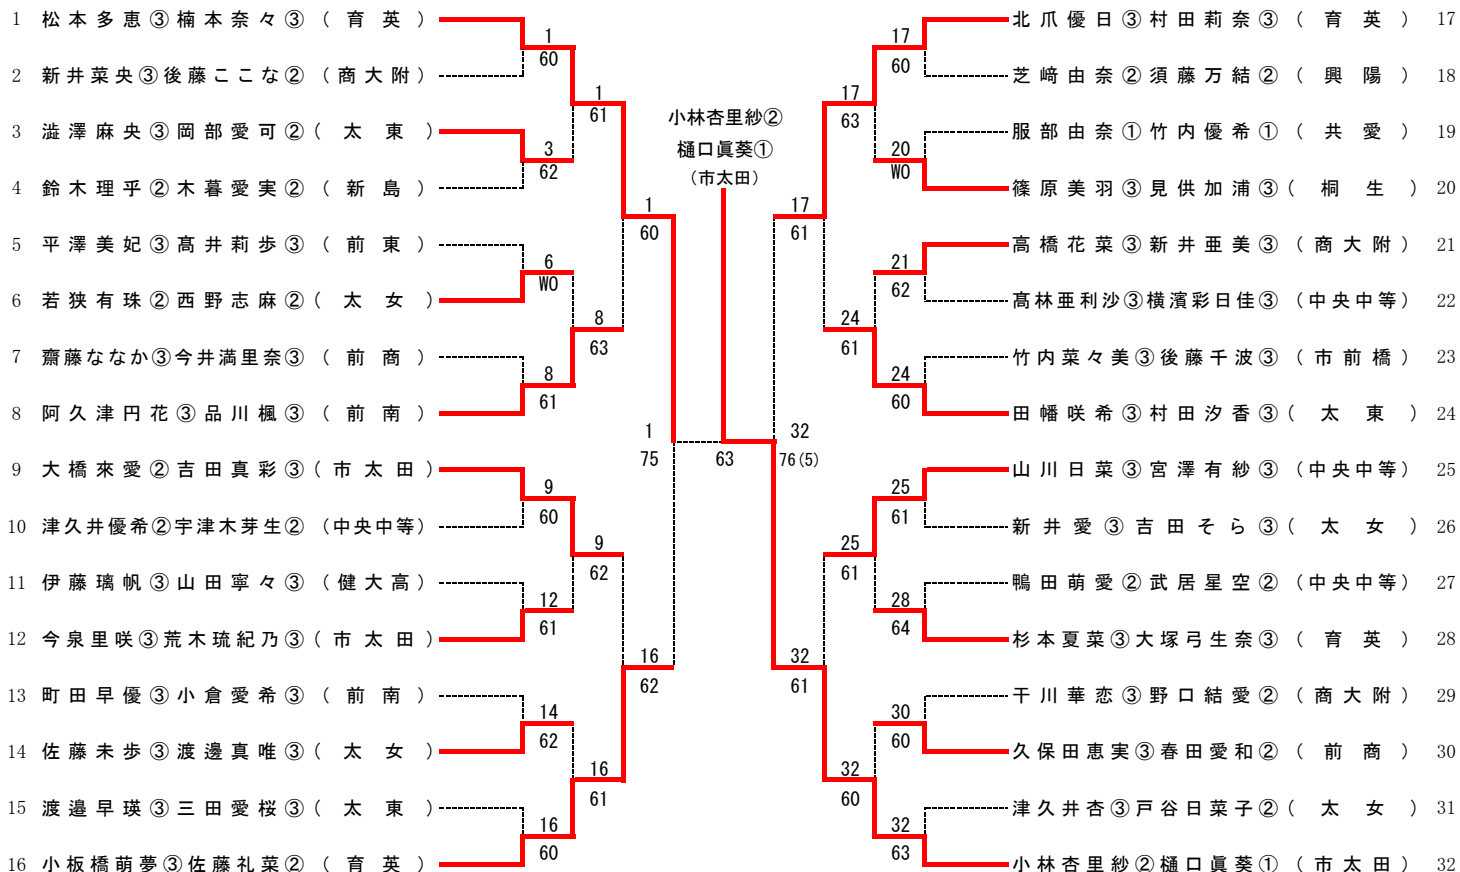 1 松本多恵③楠本奈々③（育英）
2 新井菜央③後藤ここな②（商大附）
3 澁澤麻央③岡部愛可②（太東）
4 鈴木理乎②木暮愛実②（新島）
5 平澤美妃③髙井莉歩③（前東）
6 若狭有珠②西野志麻②（太女）
7 齋藤ななか③今井満里奈③（前商）
8 阿久津円花③品川楓③（前南）
9 大橋來愛②吉田真彩③（市太田）
10 津久井優希②宇津木芽生②（中央中等）
11 伊藤璃帆③山田寧々③（健大高）
12 今泉里咲③荒木琉紀乃③（市太田）
13 町田早優③小倉愛希③（前南）
14 佐藤未歩③渡邊真唯③（太女）
15 渡邉早瑛③三田愛桜③（太東）
16 小板橋萌夢③佐藤礼菜②（育英）
1
60
3
62
6
WO
8
61
9
60
12
61
14
62
16
60
1
61
8
63
9
62
16
61
1
60
16
62
1
75
小林杏里紗②
樋口眞葵①
（市太田）
63
32
76(5)
17
61
32
61
17
63
24
61
25
61
32
60
17
60
20
WO
21
62
24
60
25
61
28
64
30
60
32
63
北爪優日③村田莉奈③（育英） 17
芝﨑由奈②須藤万結②（興陽） 18
服部由奈①竹内優希①（共愛） 19
篠原美羽③見供加浦③（桐生） 20
高橋花菜③新井亜美③（商大附） 21
髙林亜利沙③横濱彩日佳③（中央中等） 22
竹内菜々美③後藤千波③（市前橋） 23
田幡咲希③村田汐香③（太東） 24
山川日菜③宮澤有紗③（中央中等） 25
新井愛③吉田そら③（太女） 26
鴨田萌愛②武居星空②（中央中等） 27
杉本夏菜③大塚弓生奈③（育英） 28
干川華恋③野口結愛②（商大附） 29
久保田恵実③春田愛和②（前商） 30
津久井杏③戸谷日菜子②（太女） 31
小林杏里紗②樋口眞葵①（市太田） 32